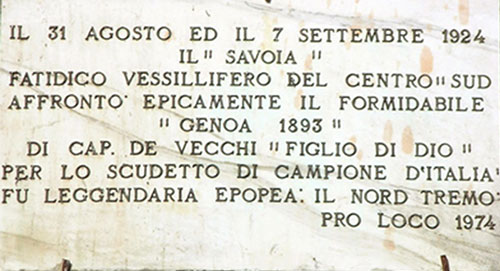 IL 31 AGOSTO ED IL 7 SETTEMBRE 1924
IL " SAVOIA "
FATIDICO VESSILLIFERO DEL CENTRO " SUD
AFFRONTO' EPICAMENTE IL FORMIDABILE
" GENOA 1893 "
DI CAP. DE VECCHI " FIGLIO DI DIO "
PER LO SCUDETTO DI CAMPIONE D'ITALIA
FU LEGGENDARIA EPOPEA: IL NORD TREMO'
PRO LOCO 1974